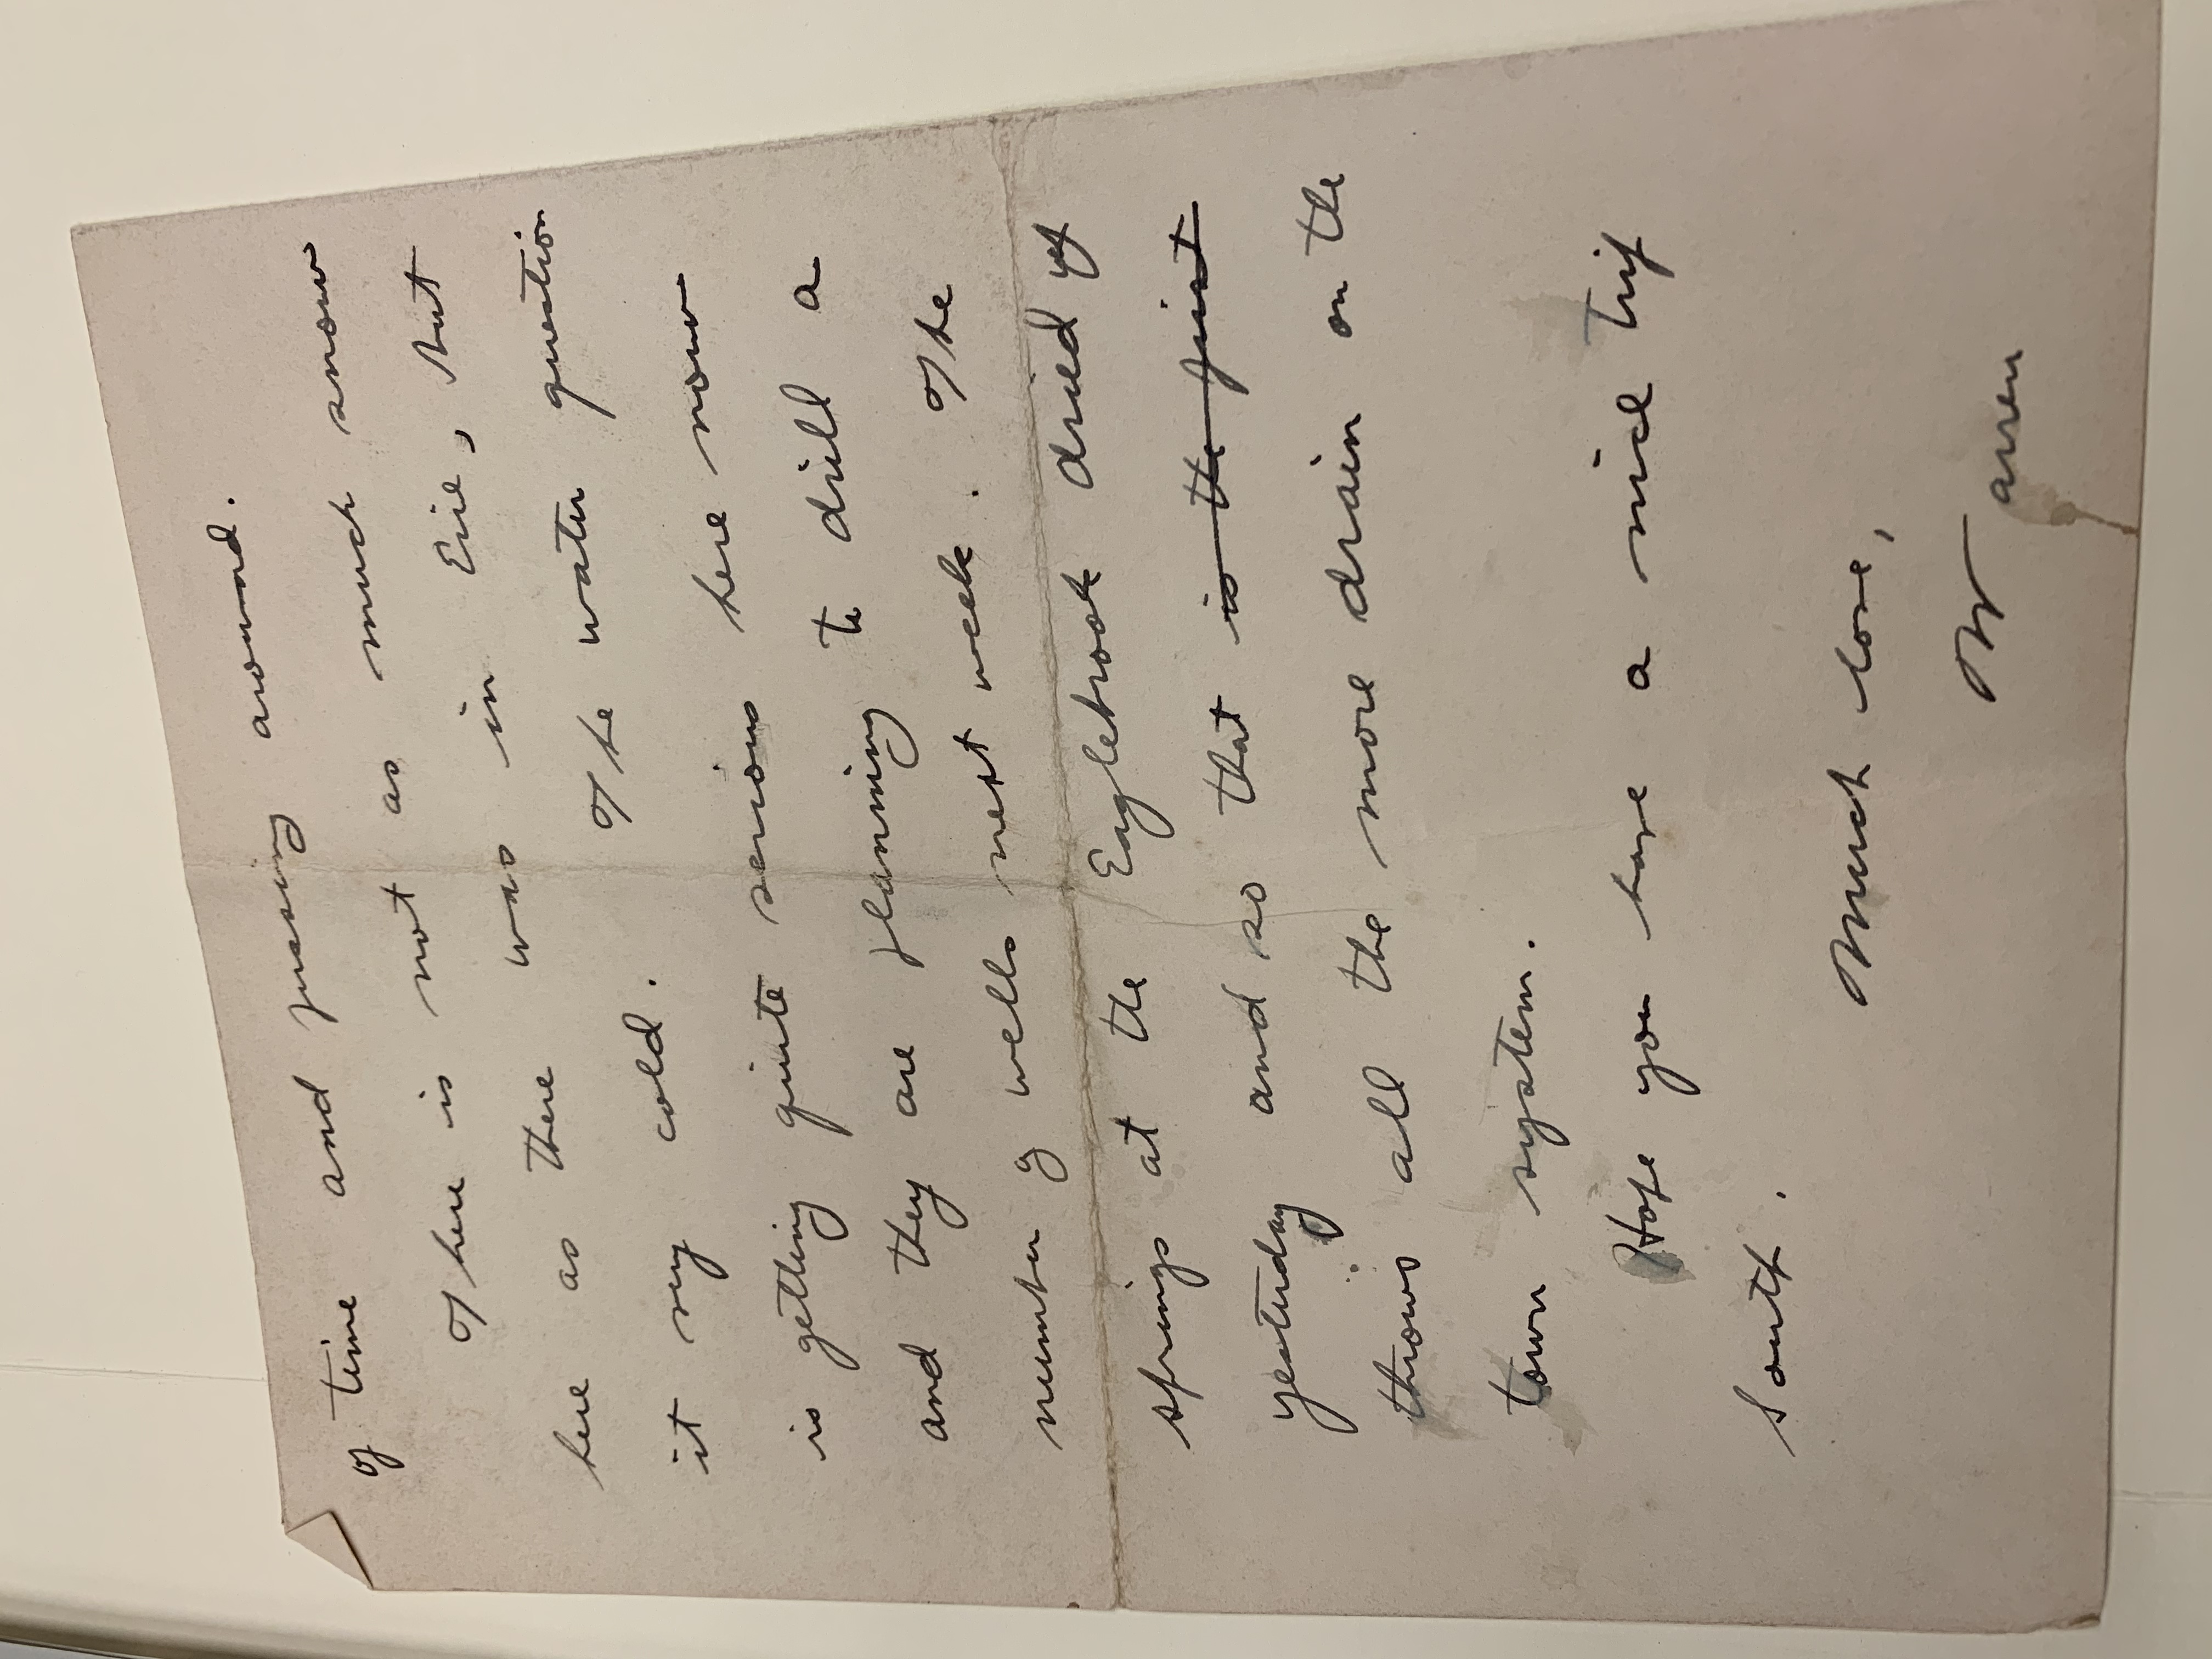 of time and fussing around.
There is not as much snow
here as there was in Erie, but
it very cold. The water question
is getting quite serious here now
and they are planning to drill a
number of wells next week. The
springs at the Eaglebrook dried up
yesterday and so that is the first
throws all the more drain on the
town system.
Hope you have a nice trip
South.
Much love,
Warren